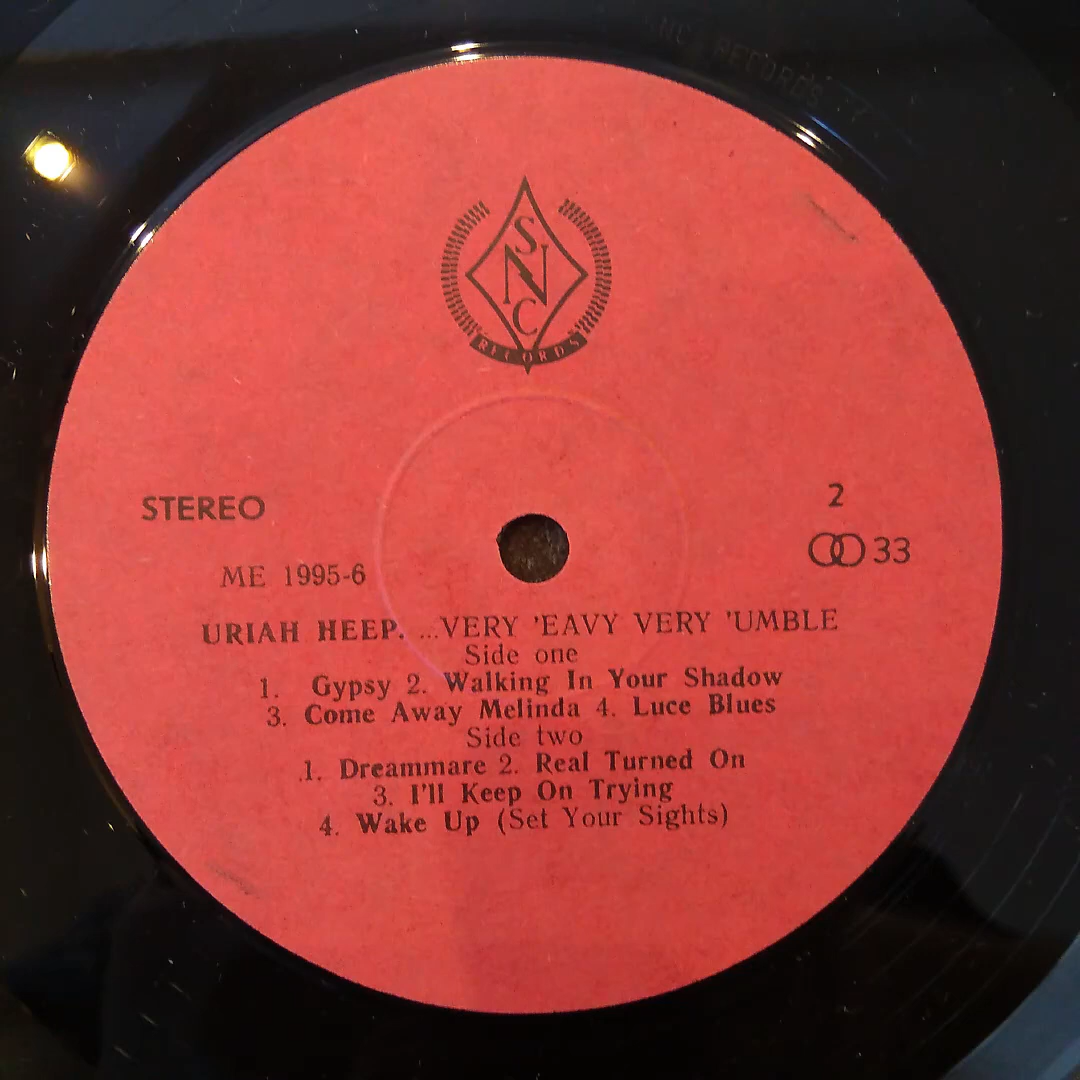 NC RECORDS
S
N
C
RECORDS
STEREO
2
33
ME 1995-6
URIAH HEEP. ...VERY 'EAVY VERY 'UMBLE
Side one
1. Gypsy 2. Walking In Your Shadow
3. Come Away Melinda 4. Luce Blues
Side two
1. Dreammare 2. Real Turned On
3. I'll Keep On Trying
4. Wake Up (Set Your Sights)